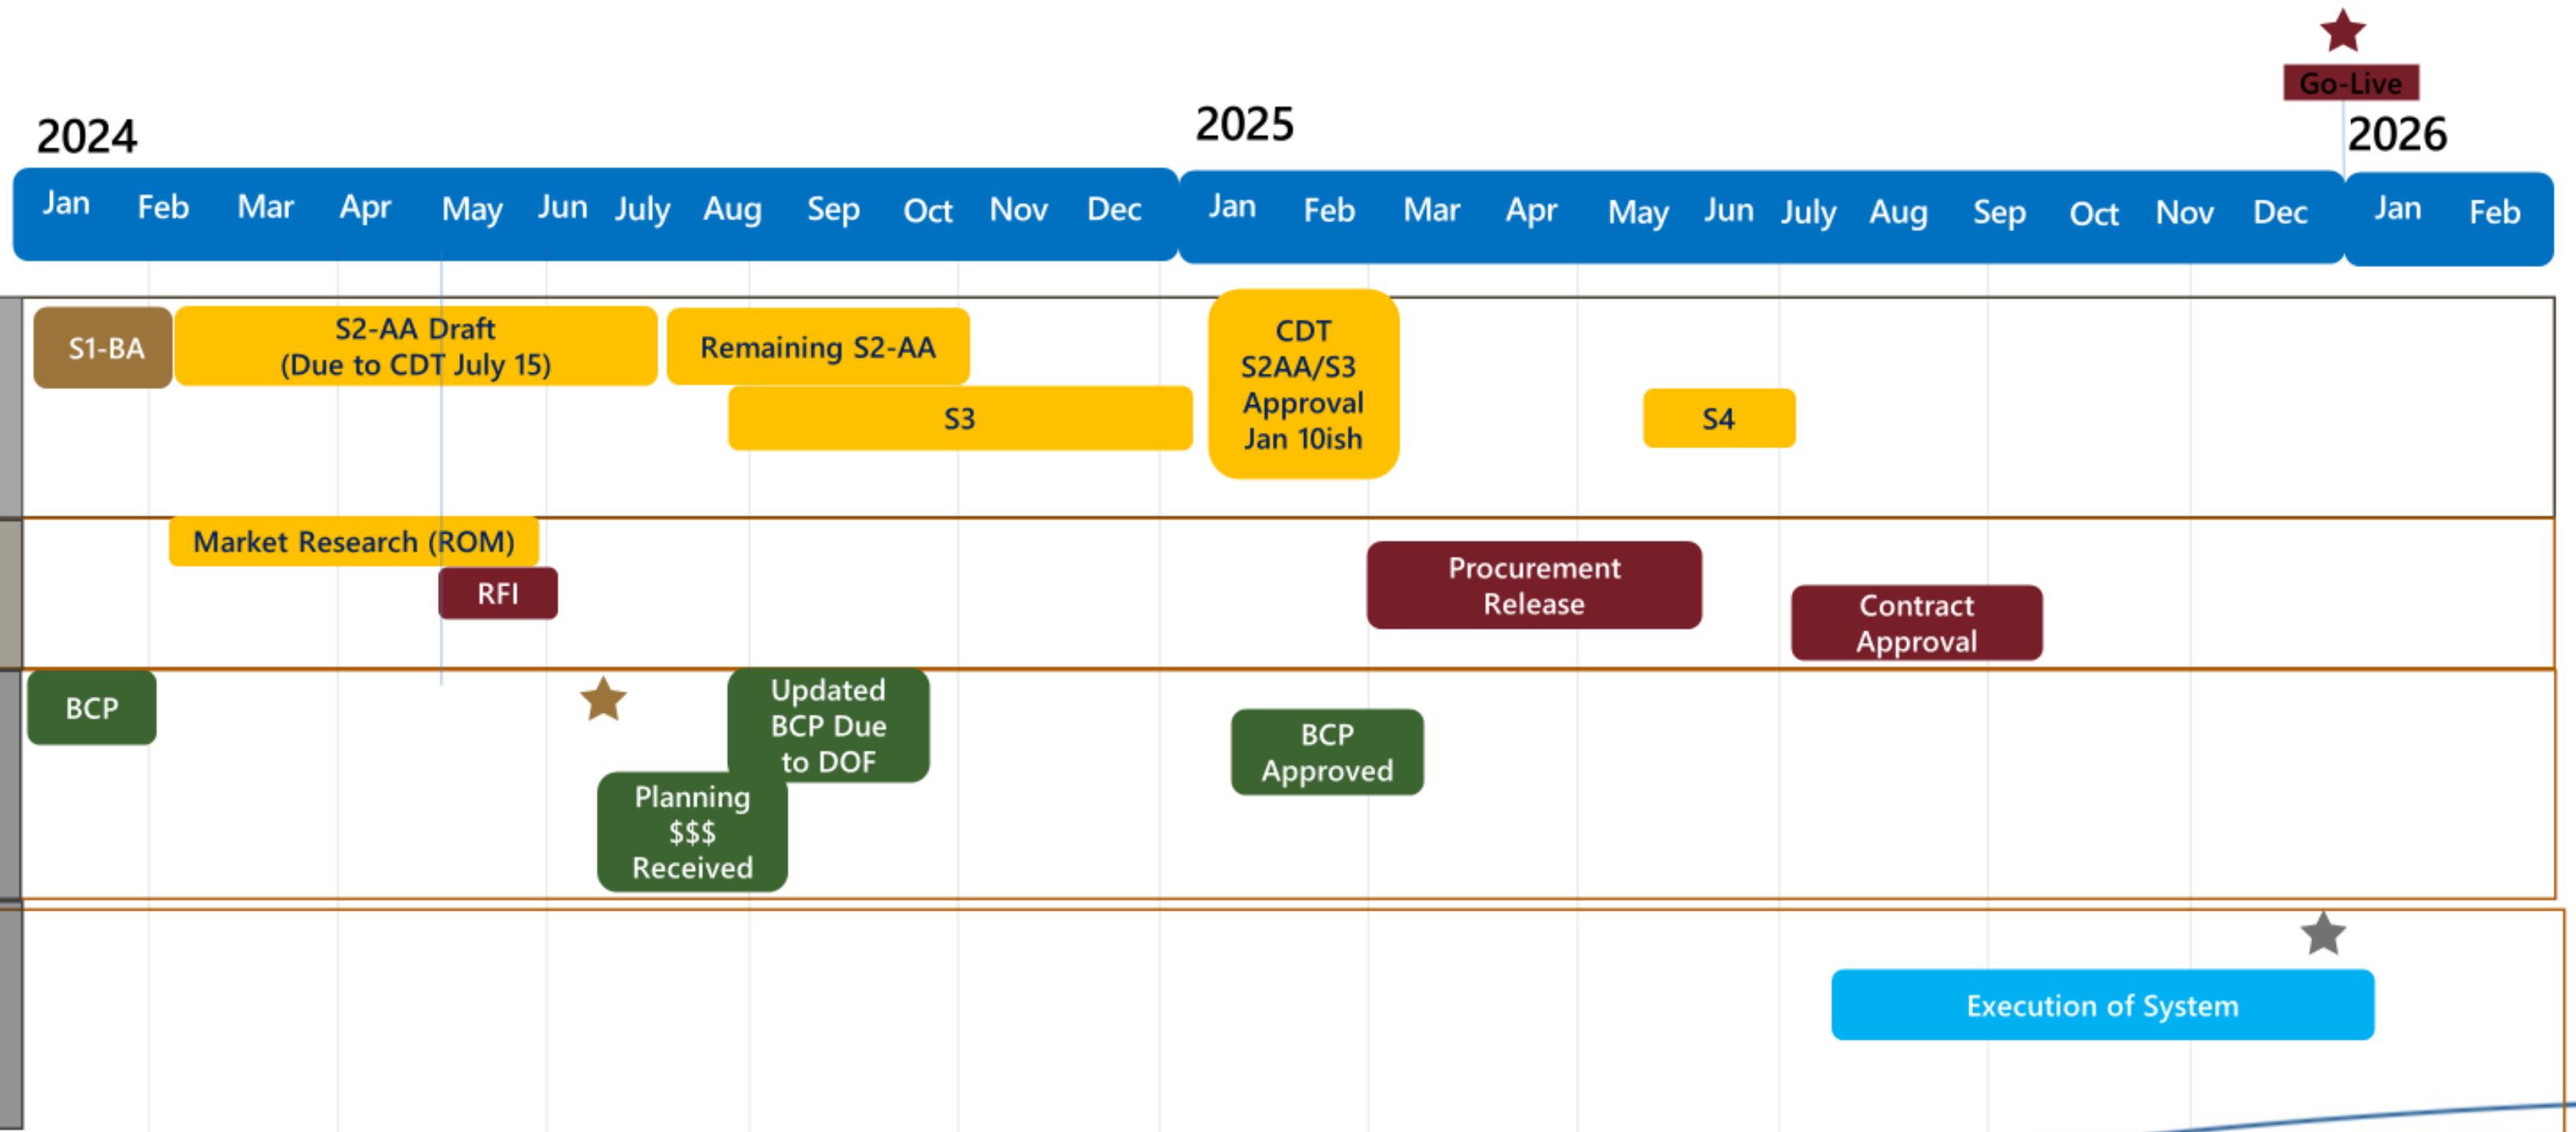 Go-Live
2024
2025
2026
Jan Feb Mar Apr May Jun July Aug Sep Oct Nov Dec Jan Feb Mar Apr May Jun July Aug Sep Oct Nov Dec Jan Feb
S1-BA
S2-AA Draft
(Due to CDT July 15)
Remaining S2-AA
S3
CDT
S2AA/S3
Approval
Jan 10ish
S4
Market Research (ROM)
RFI
Procurement
Release
Contract
Approval
BCP
Updated
BCP Due
to DOF
Planning
$$$
Received
BCP
Approved
Execution of System